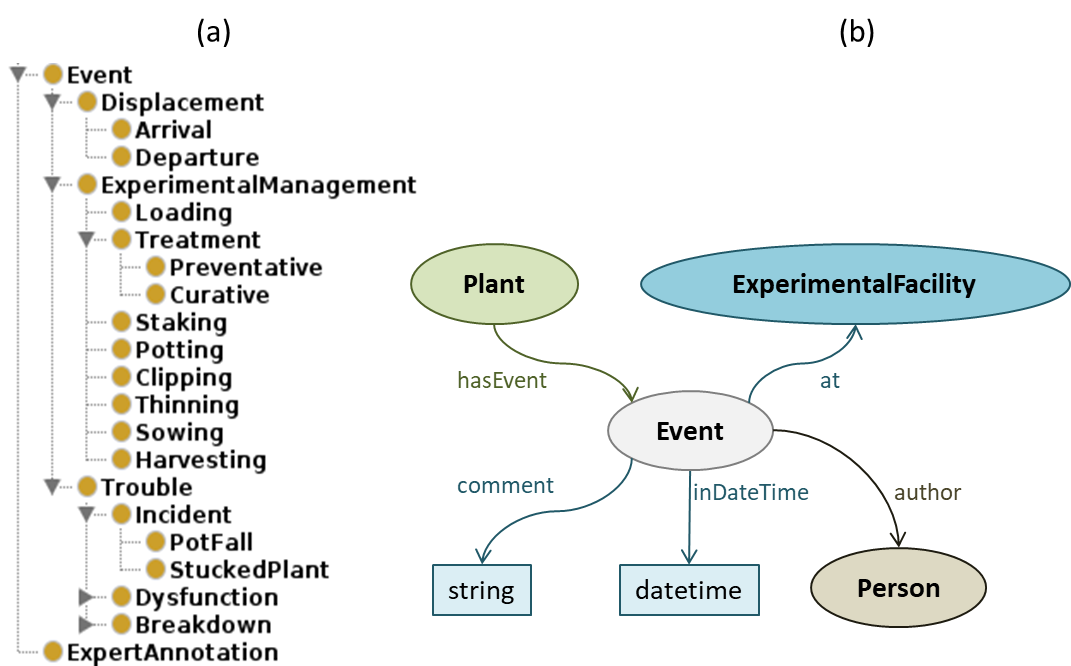 (a)
Event
Displacement
Arrival
Departure
ExperimentalManagement
Loading
Treatment
Preventative
Curative
Staking
Potting
Clipping
Thinning
Sowing
Harvesting
Trouble
Incident
PotFall
StuckedPlant
Dysfunction
Breakdown
ExpertAnnotation
(b)
Plant
ExperimentalFacility
hasEvent
at
Event
comment
inDateTime
author
string
datetime
Person